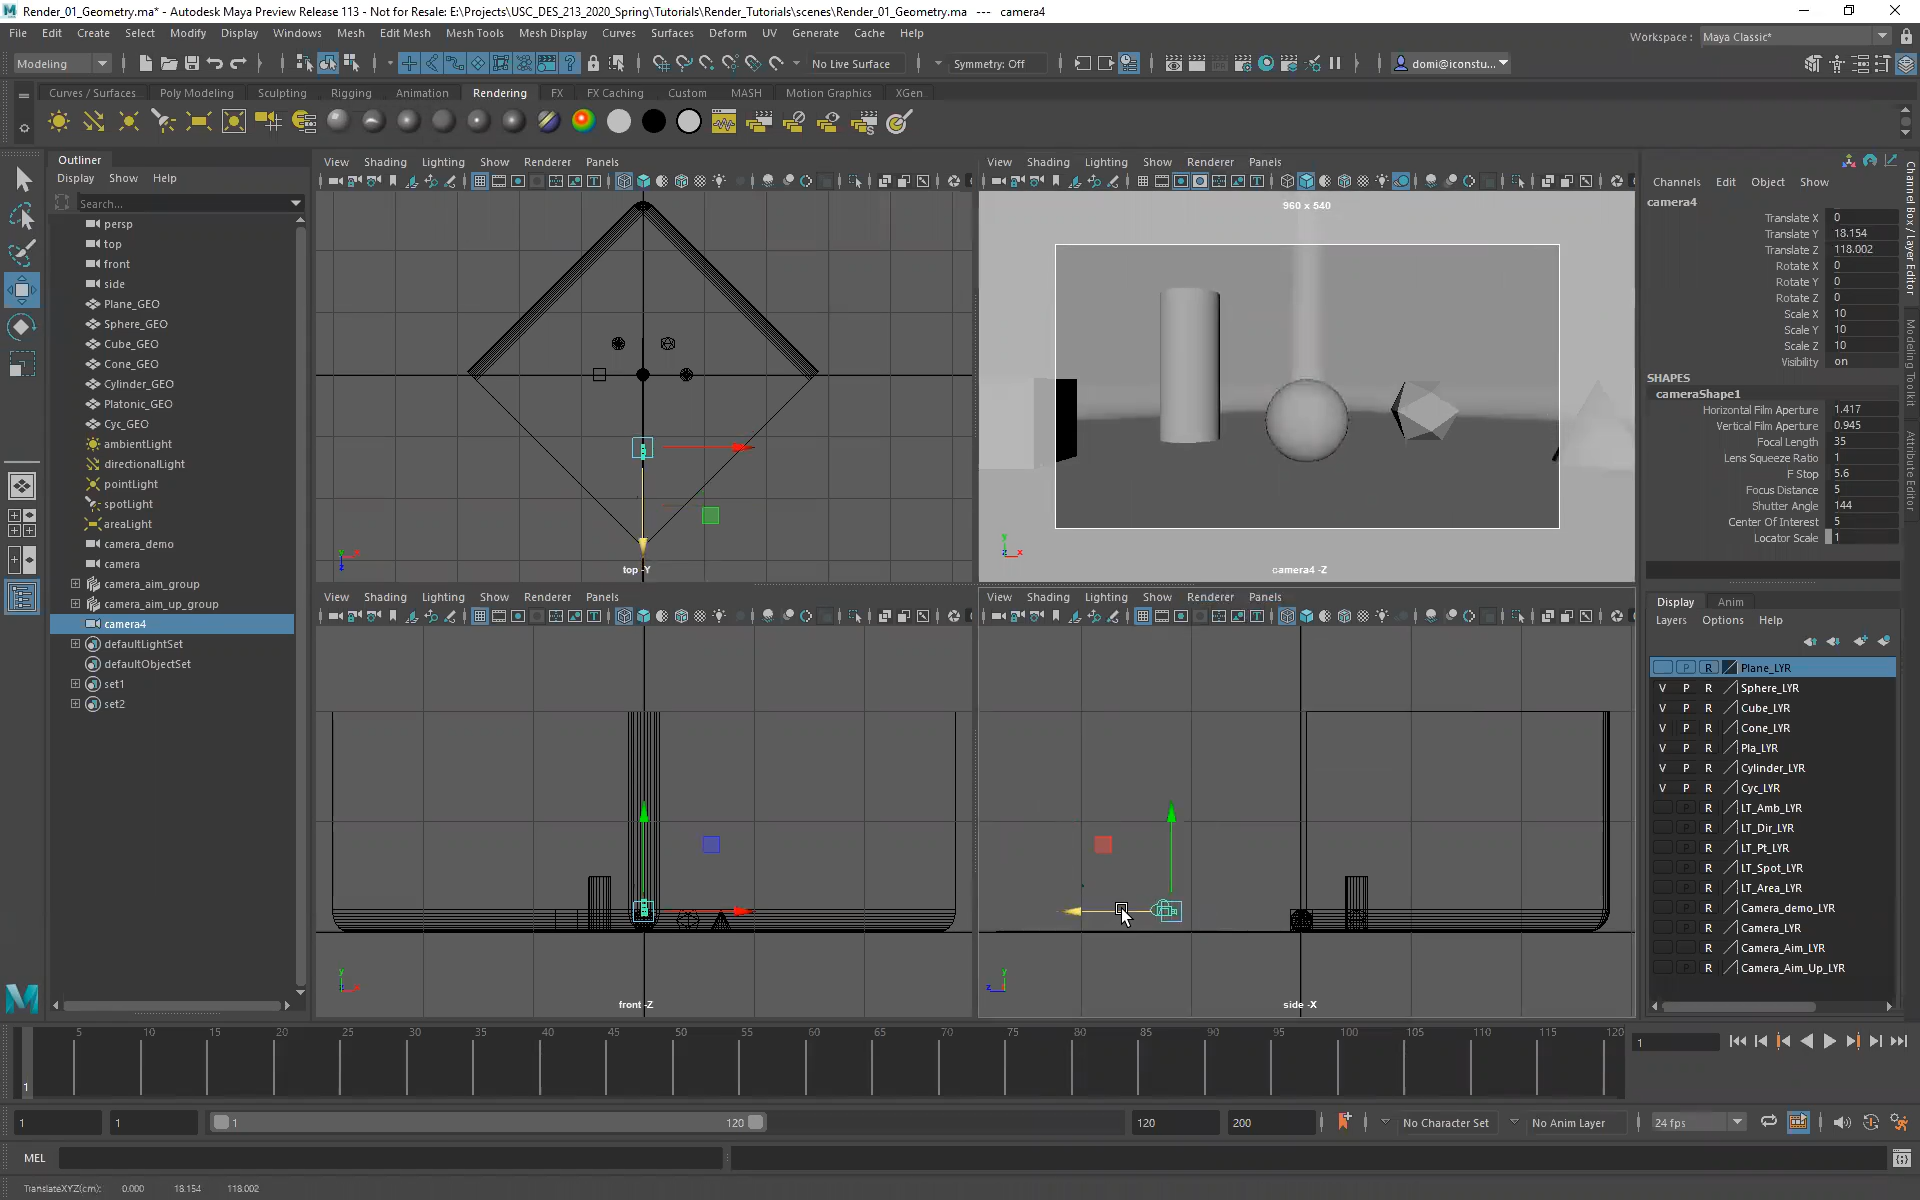 Render_01_Geometry.ma* - Autodesk Maya Preview Release 113 - Not for Resale: E:\Projects\USC_DES_213_2020_Spring\Tutorials\Render_Tutorials\scenes\Render_01_Geometry.ma --- camera4
File Edit Create Select Modify Display Windows Mesh Edit Mesh Mesh Tools Mesh Display Curves Surfaces Deform UV Generate Cache Help
Workspace : Maya Classic*
Modeling No Live Surface Symmetry: Off domi@iconstu...
Curves / Surfaces Poly Modeling Sculpting Rigging Animation Rendering FX FX Caching Custom MASH Motion Graphics XGen
Outliner
Display Show Help
Search...
persp
top
front
side
Plane_GEO
Sphere_GEO
Cube_GEO
Cone_GEO
Cylinder_GEO
Platonic_GEO
Cyc_GEO
ambientLight
directionalLight
pointLight
spotLight
areaLight
camera_demo
camera
camera_aim_group
camera_aim_up_group
camera4
defaultLightSet
defaultObjectSet
set1
set2
View Shading Lighting Show Renderer Panels
top -Y
View Shading Lighting Show Renderer Panels
960 x 540
camera4 -Z
View Shading Lighting Show Renderer Panels
front -Z
View Shading Lighting Show Renderer Panels
side -X
Channels Edit Object Show
camera4
Translate X 0
Translate Y 18.154
Translate Z 118.002
Rotate X 0
Rotate Y 0
Rotate Z 0
Scale X 10
Scale Y 10
Scale Z 10
Visibility on
SHAPES
cameraShape1
Horizontal Film Aperture 1.417
Vertical Film Aperture 0.945
Focal Length 35
Lens Squeeze Ratio 1
F Stop 5.6
Focus Distance 5
Shutter Angle 144
Center Of Interest 5
Locator Scale 1
Display Anim
Layers Options Help
P R Plane_LYR
V P R Sphere_LYR
V P R Cube_LYR
V P R Cone_LYR
V P R Pla_LYR
V P R Cylinder_LYR
V P R Cyc_LYR
P R LT_Amb_LYR
P R LT_Dir_LYR
P R LT_Pt_LYR
P R LT_Spot_LYR
P R LT_Area_LYR
P R Camera_demo_LYR
P R Camera_LYR
P R Camera_Aim_LYR
P R Camera_Aim_Up_LYR
Channel Box / Layer Editor
Modeling Toolkit
Attribute Editor
5 10 15 20 25 30 35 40 45 50 55 60 65 70 75 80 85 90 95 100 105 110 115 120
1
1
1 1 1 120 120 200 No Character Set No Anim Layer 24 fps
MEL
TranslateXYZ(cm): 0.000 18.154 118.002